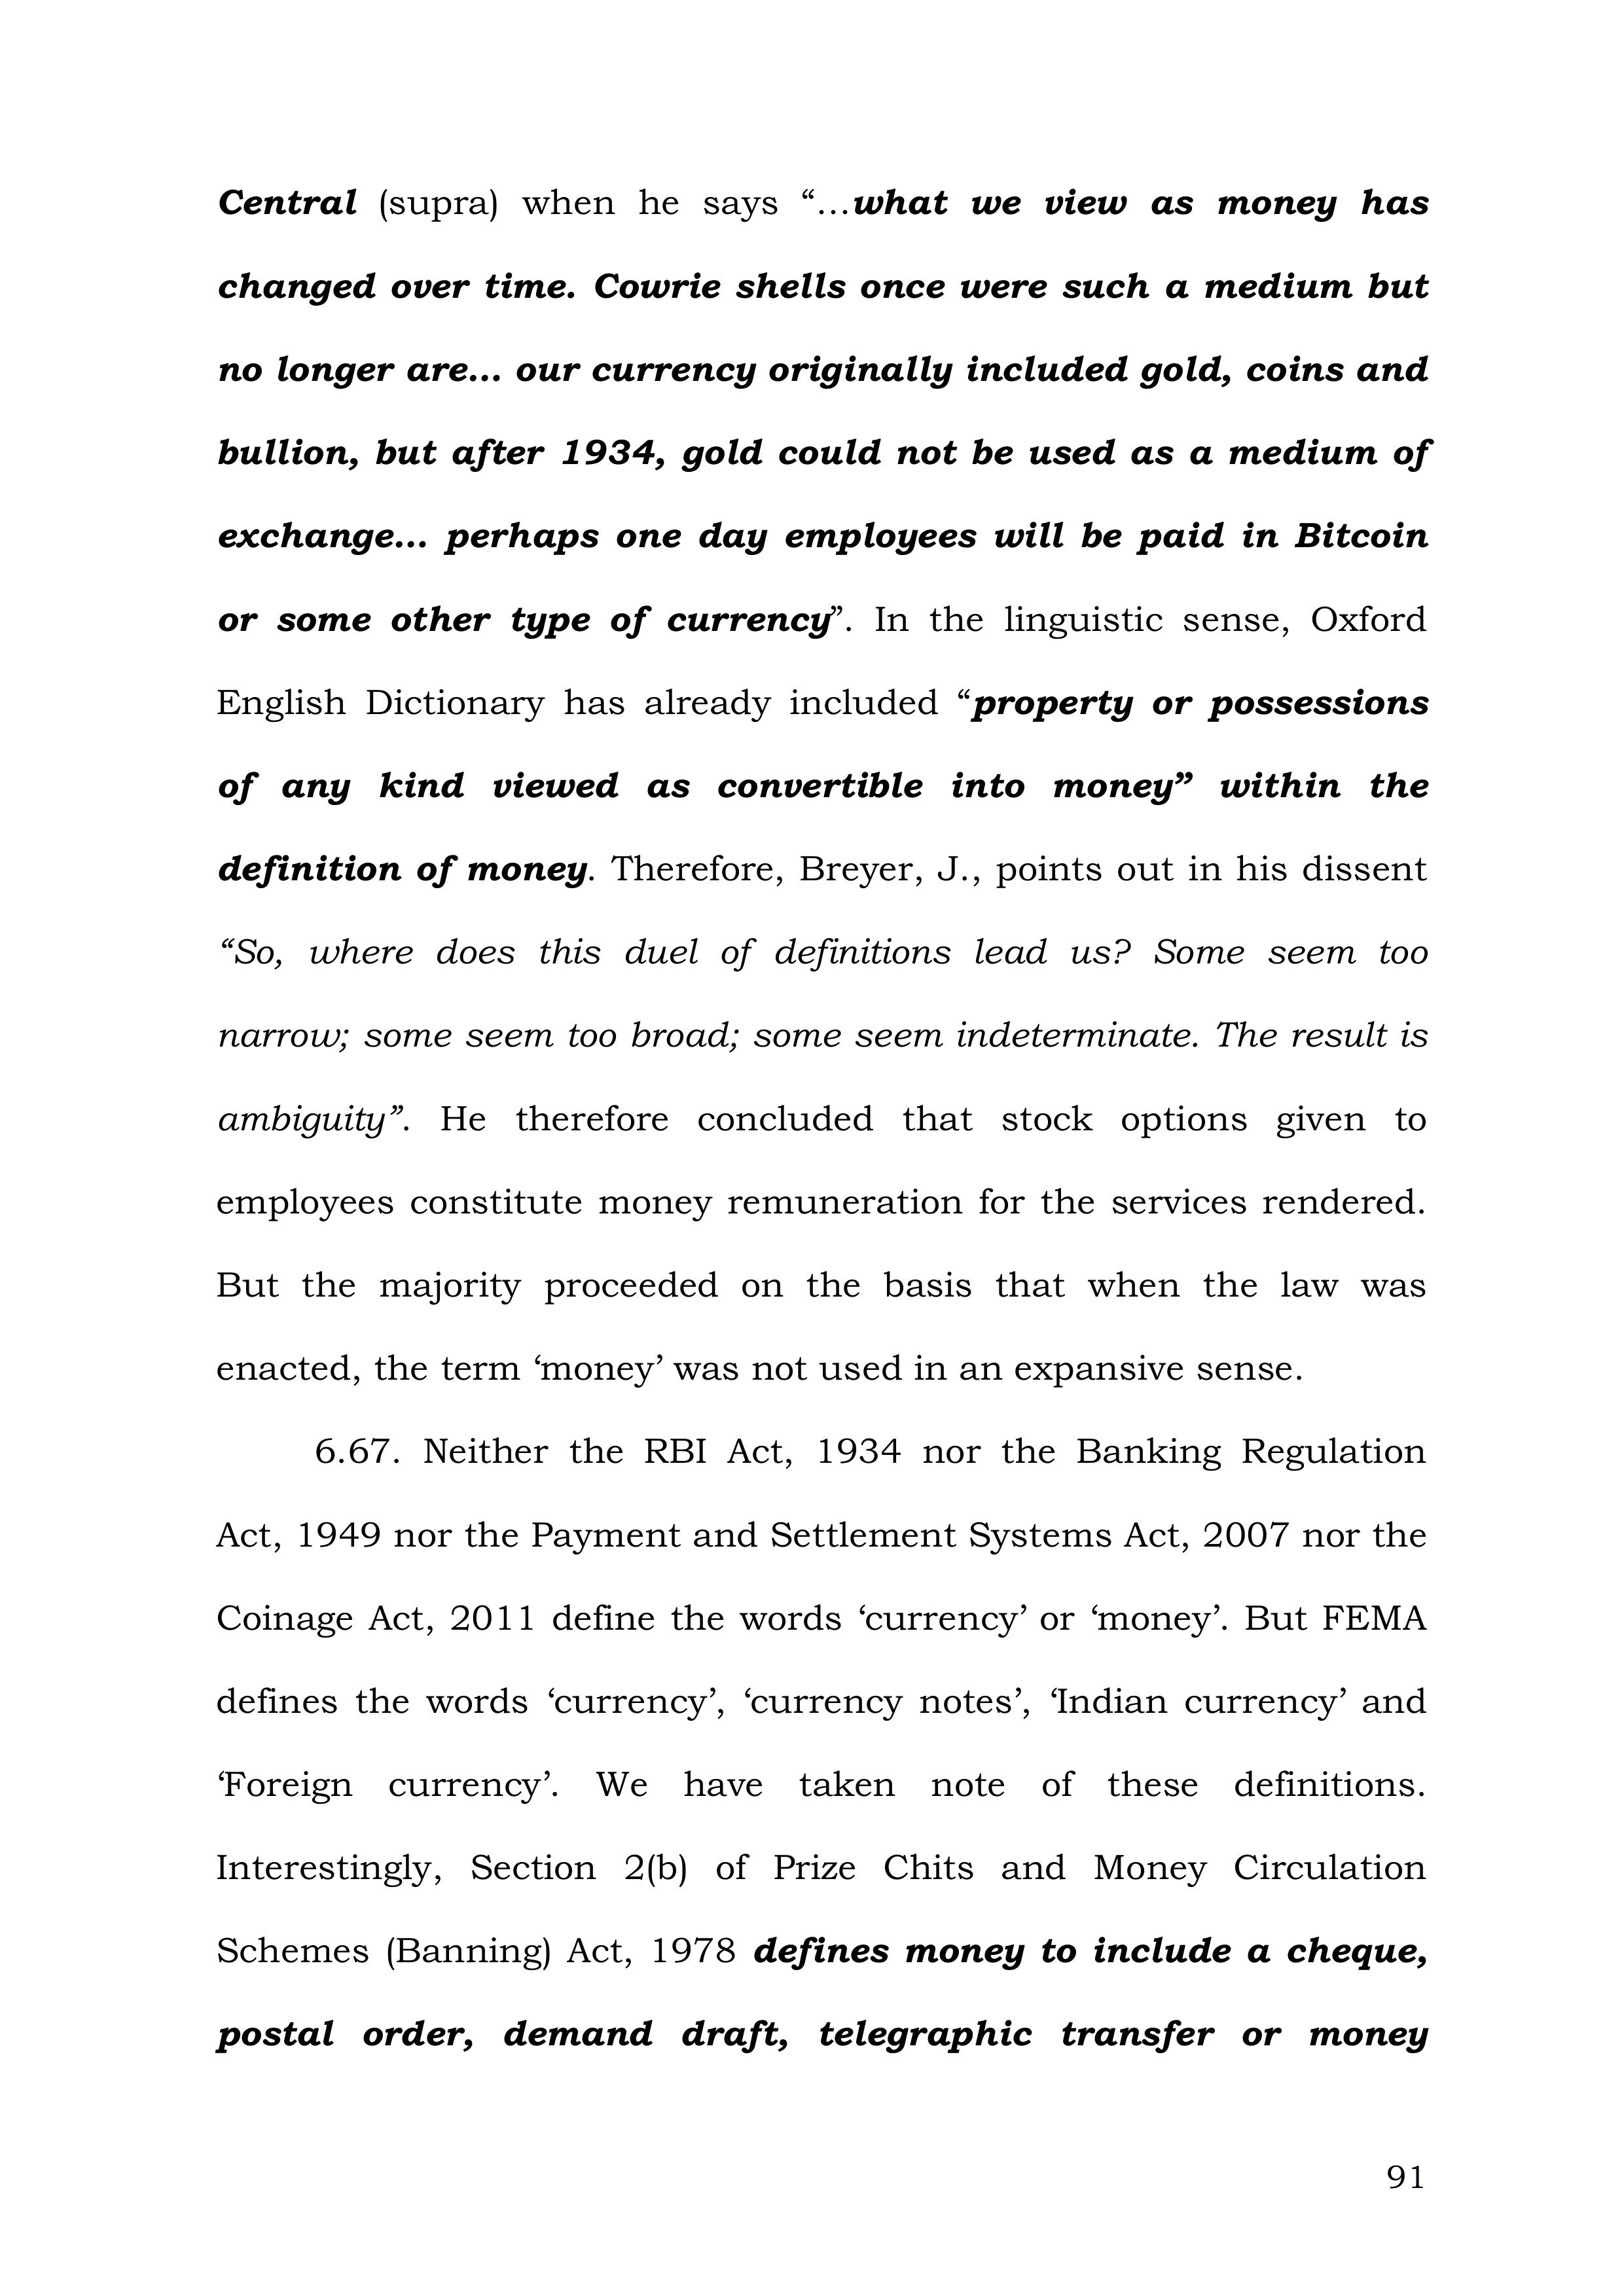 Central (supra) when he says “…what we view as money has
changed over time. Cowrie shells once were such a medium but
no longer are… our currency originally included gold, coins and
bullion, but after 1934, gold could not be used as a medium of
exchange… perhaps one day employees will be paid in Bitcoin
or some other type of currency”. In the linguistic sense, Oxford
English Dictionary has already included “property or possessions
of any kind viewed as convertible into money” within the
definition of money. Therefore, Breyer, J., points out in his dissent
“So, where does this duel of definitions lead us? Some seem too
narrow; some seem too broad; some seem indeterminate. The result is
ambiguity”. He therefore concluded that stock options given to
employees constitute money remuneration for the services rendered.
But the majority proceeded on the basis that when the law was
enacted, the term ‘money’ was not used in an expansive sense.
6.67. Neither the RBI Act, 1934 nor the Banking Regulation
Act, 1949 nor the Payment and Settlement Systems Act, 2007 nor the
Coinage Act, 2011 define the words ‘currency’ or ‘money’. But FEMA
defines the words ‘currency’, ‘currency notes’, ‘Indian currency’ and
‘Foreign currency’. We have taken note of these definitions.
Interestingly, Section 2(b) of Prize Chits and Money Circulation
Schemes (Banning) Act, 1978 defines money to include a cheque,
postal order, demand draft, telegraphic transfer or money
91